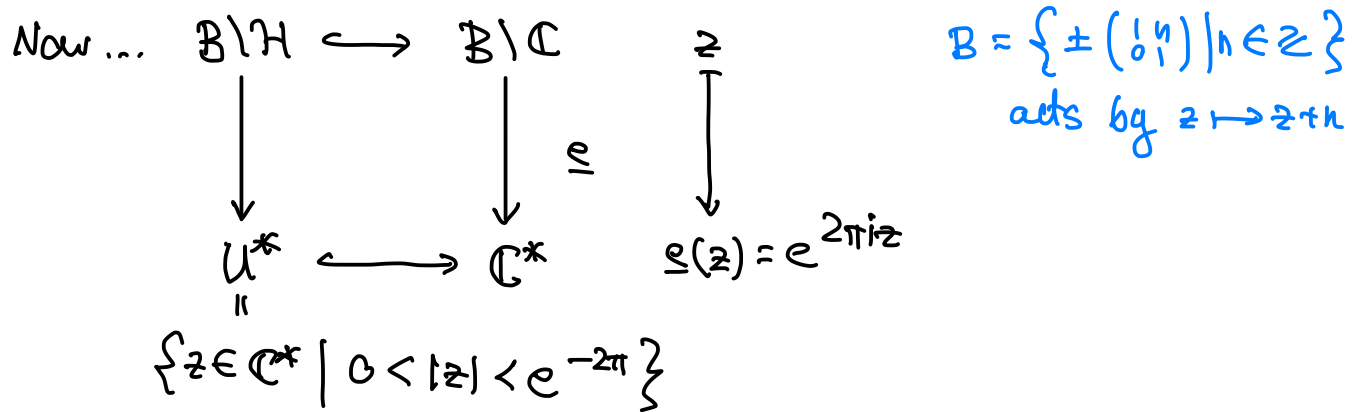 Now... B\H ↪ B\ℂ z
B = {± (1 n; 0 1) | n ∈ ℤ}
acts by z ↦ z+n
e
U* ↪ ℂ* e(z) = e^{2πiz}
=
{z ∈ ℂ* | 0 < |z| < e^{-2π}}